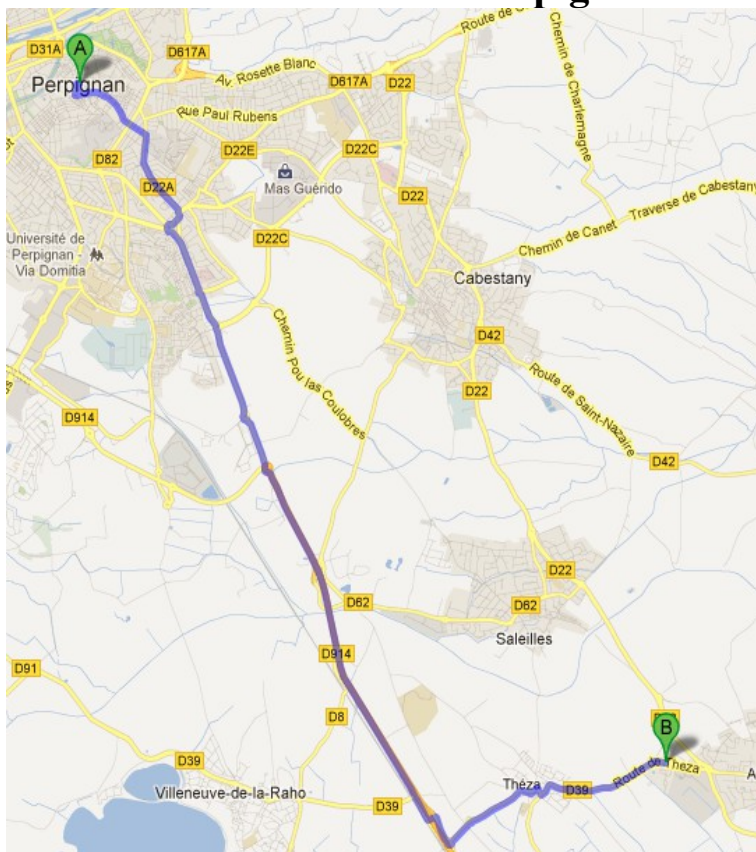 D31A
A
Perpignan
D617A
Av. Rosette Blanc
D617A
D22
Rue Paul Rubens
D82
D22E
D22C
Mas Guérido
D22A
D22
Chemin de Charlemagne
Chemin de Canet
Traverse de Cabestany
Université de
Perpignan -
Via Domitia
D22C
Cabestany
Chemin Pou las Coulobres
D42
D22
Route de Saint-Nazaire
D914
D42
D22
D62
D62
Saleilles
D91
D914
D8
B
D39
Villeneuve-de-la-Raho
D39
Théza
D39
Route de Theza